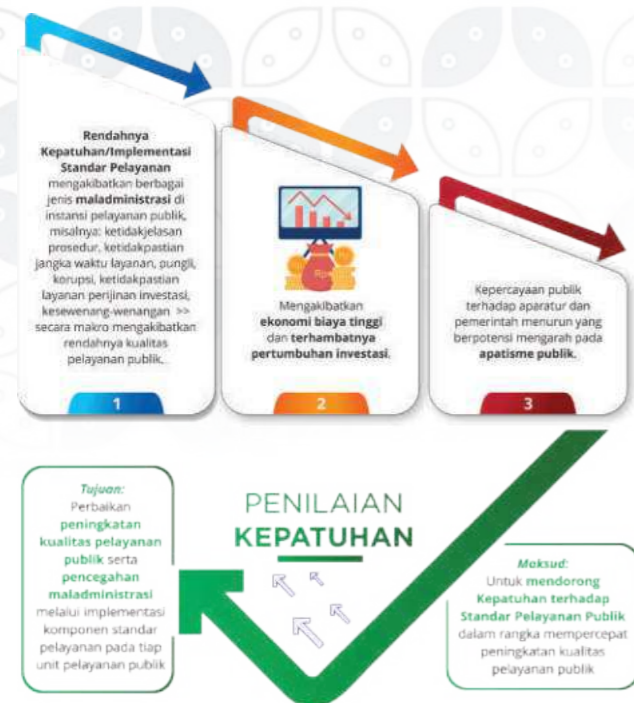 Rendahnya
Kepatuhan/Implementasi
Standar Pelayanan
mengakibatkan berbagai
jenis maladministrasi di
instansi pelayanan publik,
misalnya: ketidakjelasan
prosedur, ketidakpastian
jangka waktu layanan, pungli,
korupsi, ketidakpastian
layanan perijinan investasi,
kesewenang-wenangan >>
secara makro mengakibatkan
rendahnya kualitas
pelayanan publik.
1
Rp
Mengakibatkan
ekonomi biaya tinggi
dan terhambatnya
pertumbuhan investasi.
2
Kepercayaan publik
terhadap aparatur dan
pemerintah menurun yang
berpotensi mengarah pada
apatisme publik.
3
Tujuan:
Perbaikan
peningkatan
kualitas pelayanan
publik serta
pencegahan
maladministrasi
melalui implementasi
komponen standar
pelayanan pada tiap
unit pelayanan publik
PENILAIAN
KEPATUHAN
Maksud:
Untuk mendorong
Kepatuhan terhadap
Standar Pelayanan Publik
dalam rangka mempercepat
peningkatan kualitas
pelayanan publik